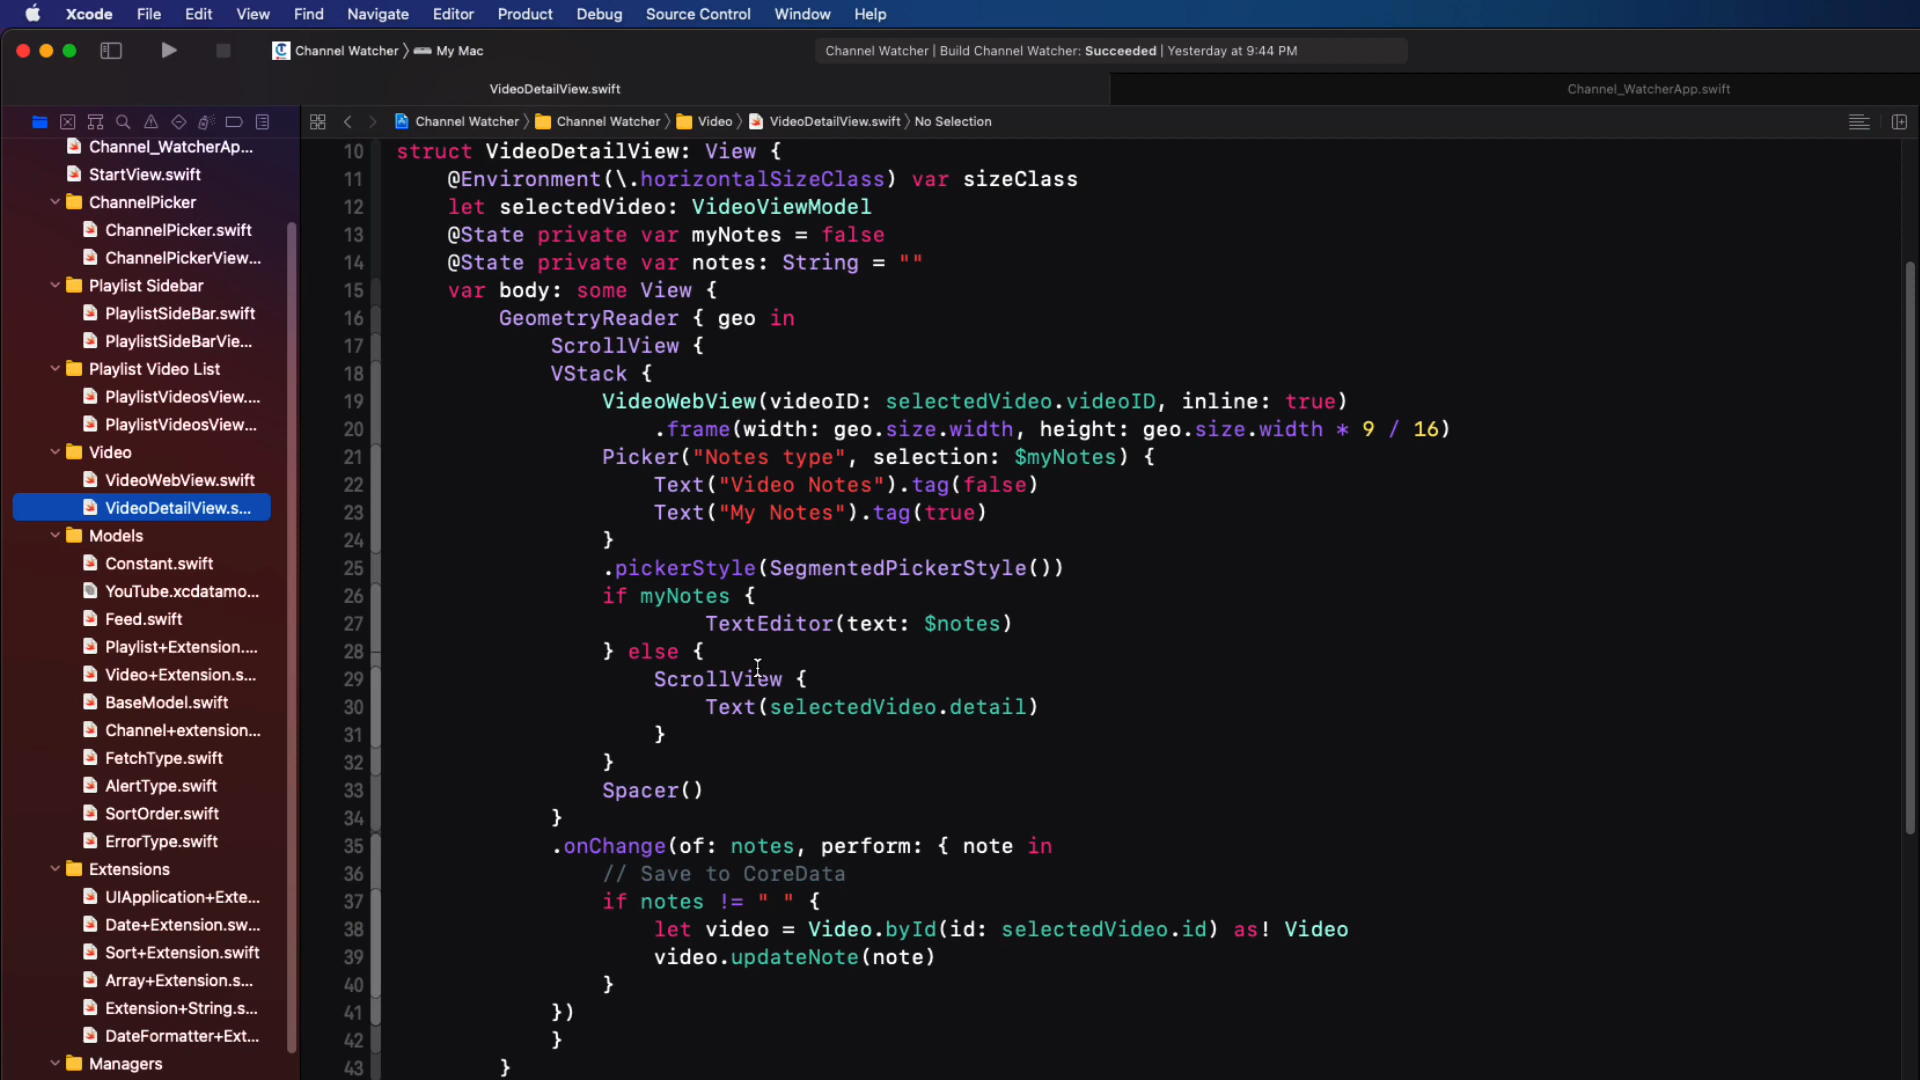 Xcode File Edit View Find Navigate Editor Product Debug Source Control Window Help
Channel Watcher 〉 My Mac
Channel Watcher | Build Channel Watcher: Succeeded | Yesterday at 9:44 PM
VideoDetailView.swift
Channel_WatcherApp.swift
Channel Watcher 〉 Channel Watcher 〉 Video 〉 VideoDetailView.swift 〉 No Selection
Channel_WatcherAp...
StartView.swift
ChannelPicker
ChannelPicker.swift
ChannelPickerView...
Playlist Sidebar
PlaylistSideBar.swift
PlaylistSideBarVie...
Playlist Video List
PlaylistVideosView....
PlaylistVideosView...
Video
VideoWebView.swift
VideoDetailView.s...
Models
Constant.swift
YouTube.xcdatamo...
Feed.swift
Playlist+Extension....
Video+Extension.s...
BaseModel.swift
Channel+extension...
FetchType.swift
AlertType.swift
SortOrder.swift
ErrorType.swift
Extensions
UIApplication+Exte...
Date+Extension.sw...
Sort+Extension.swift
Array+Extension.s...
Extension+String.s...
DateFormatter+Ext...
Managers
10 struct VideoDetailView: View {
11 @Environment(\.horizontalSizeClass) var sizeClass
12 let selectedVideo: VideoViewModel
13 @State private var myNotes = false
14 @State private var notes: String = ""
15 var body: some View {
16 GeometryReader { geo in
17 ScrollView {
18 VStack {
19 VideoWebView(videoID: selectedVideo.videoID, inline: true)
20 .frame(width: geo.size.width, height: geo.size.width * 9 / 16)
21 Picker("Notes type", selection: $myNotes) {
22 Text("Video Notes").tag(false)
23 Text("My Notes").tag(true)
24 }
25 .pickerStyle(SegmentedPickerStyle())
26 if myNotes {
27 TextEditor(text: $notes)
28 } else {
29 ScrollView {
30 Text(selectedVideo.detail)
31 }
32 }
33 Spacer()
34 }
35 .onChange(of: notes, perform: { note in
36 // Save to CoreData
37 if notes != " " {
38 let video = Video.byId(id: selectedVideo.id) as! Video
39 video.updateNote(note)
40 }
41 })
42 }
43 }